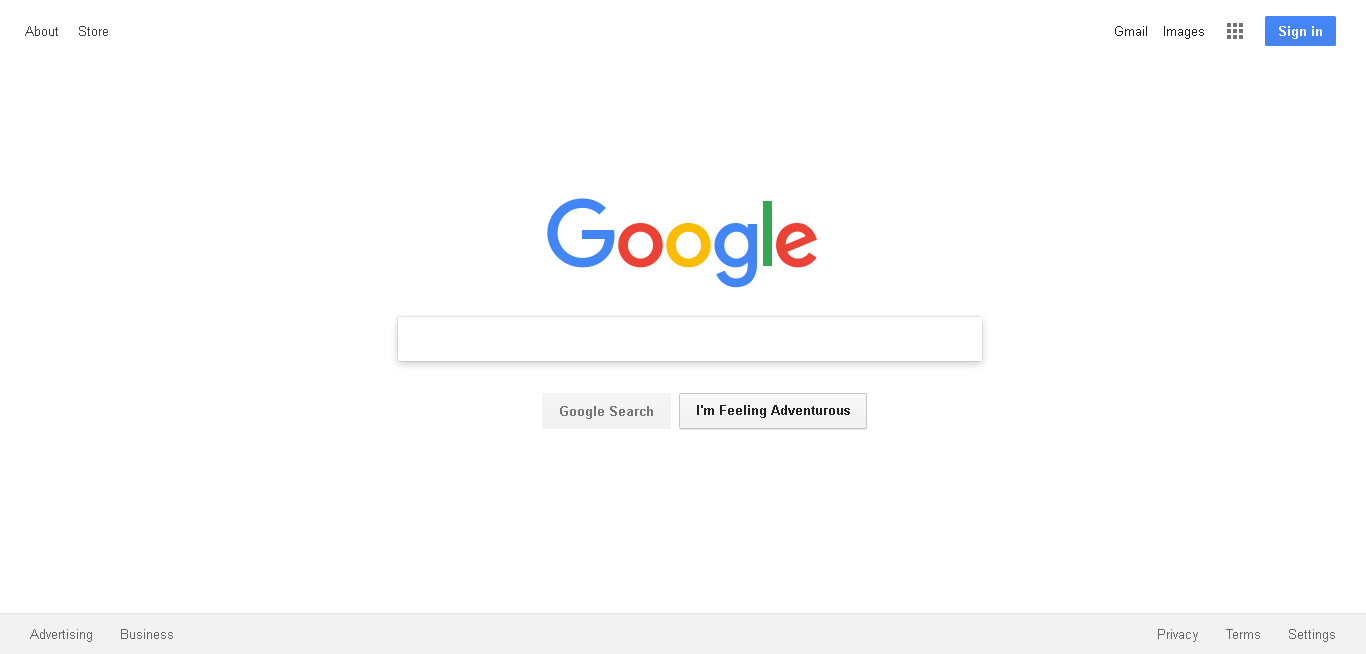 About Store Gmail Images Sign in
Google
Google Search I'm Feeling Adventurous
Advertising Business Privacy Terms Settings